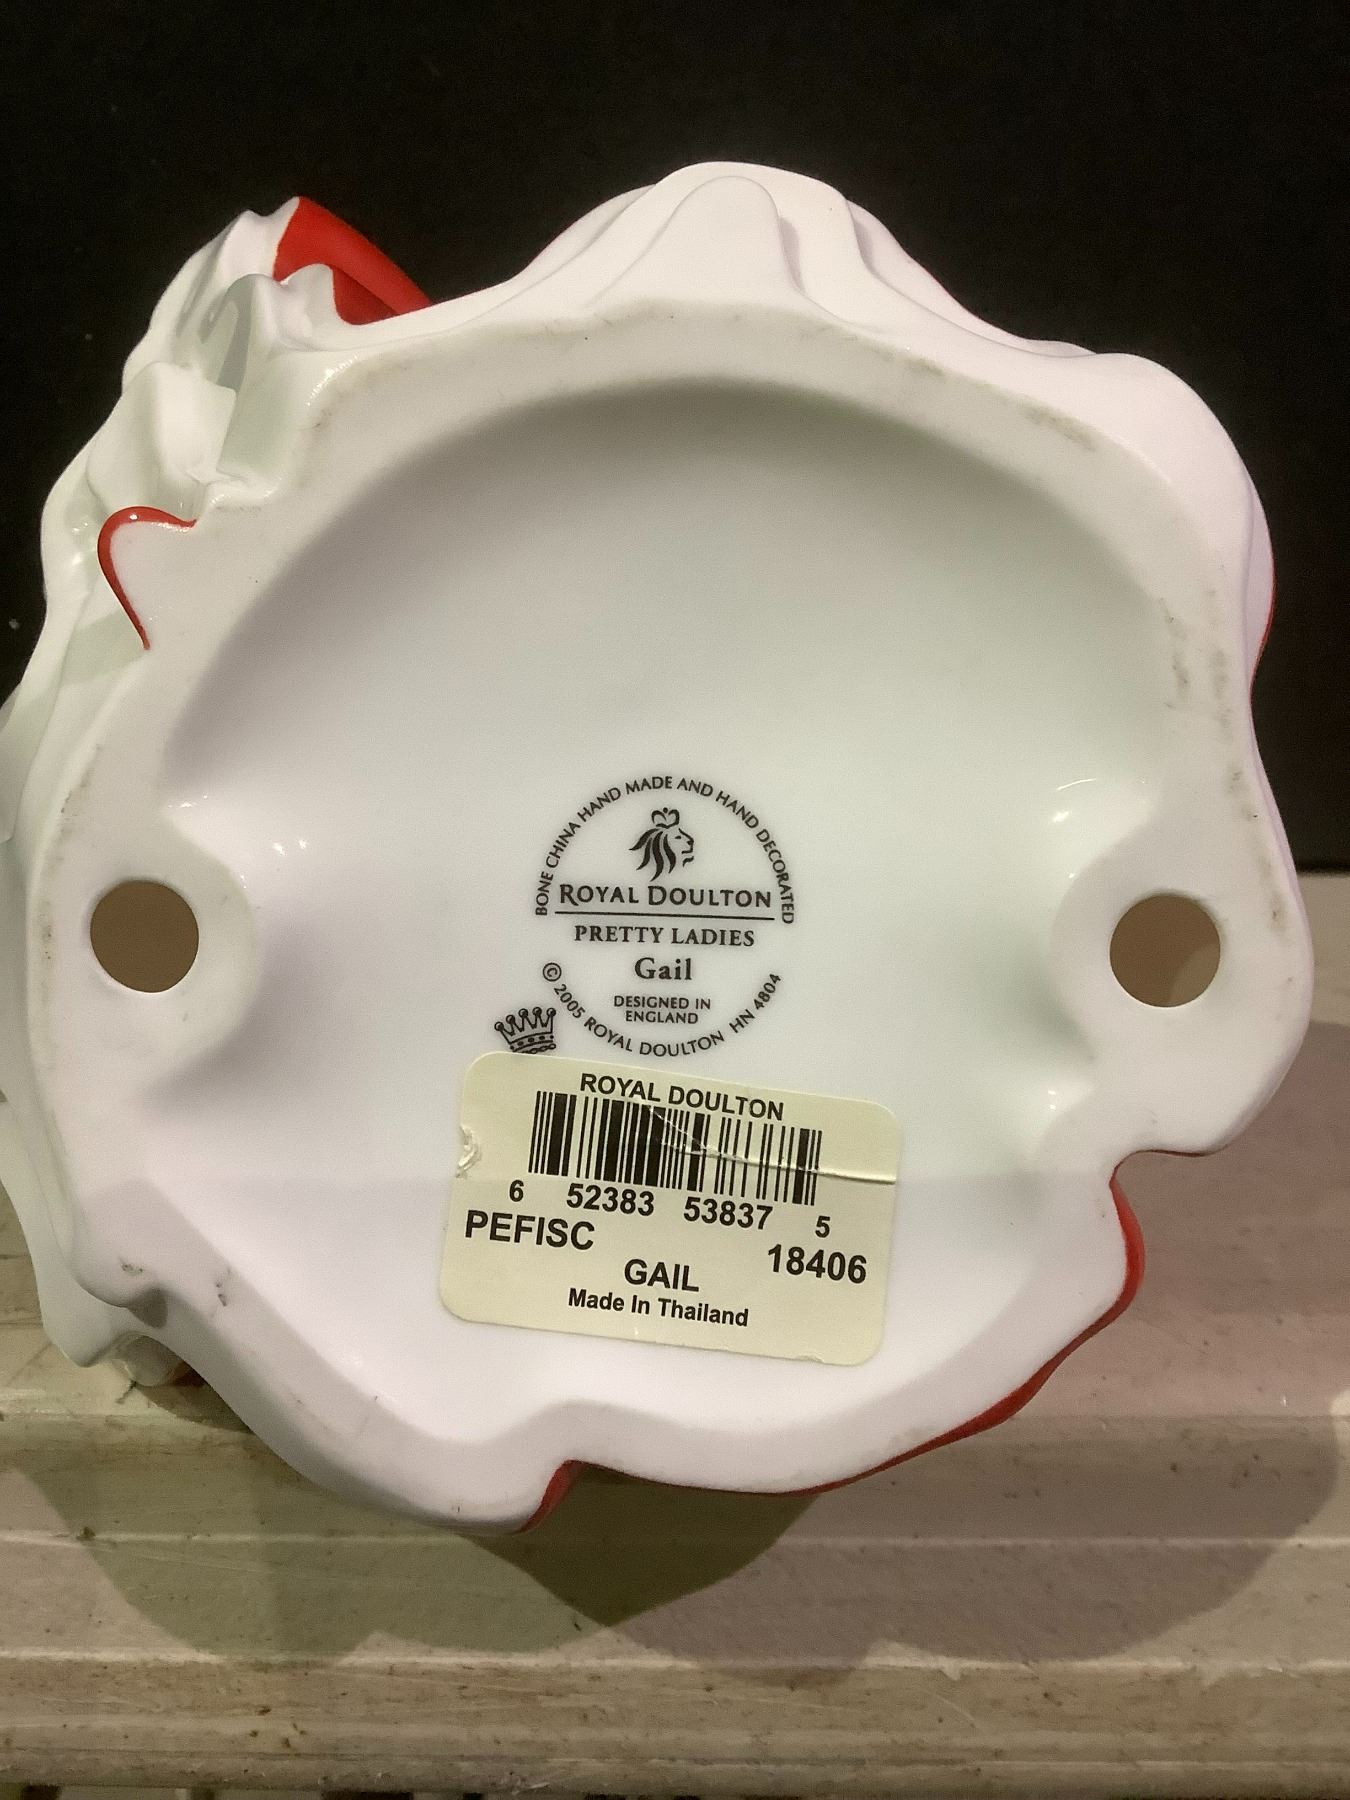 BONE CHINA HAND MADE AND HAND DECORATED
ROYAL DOULTON
PRETTY LADIES
Gail
DESIGNED IN
ENGLAND
© 2005 ROYAL DOULTON HN 4804
ROYAL DOULTON
6 52383 53837 5
PEFISC 18406
GAIL
Made In Thailand